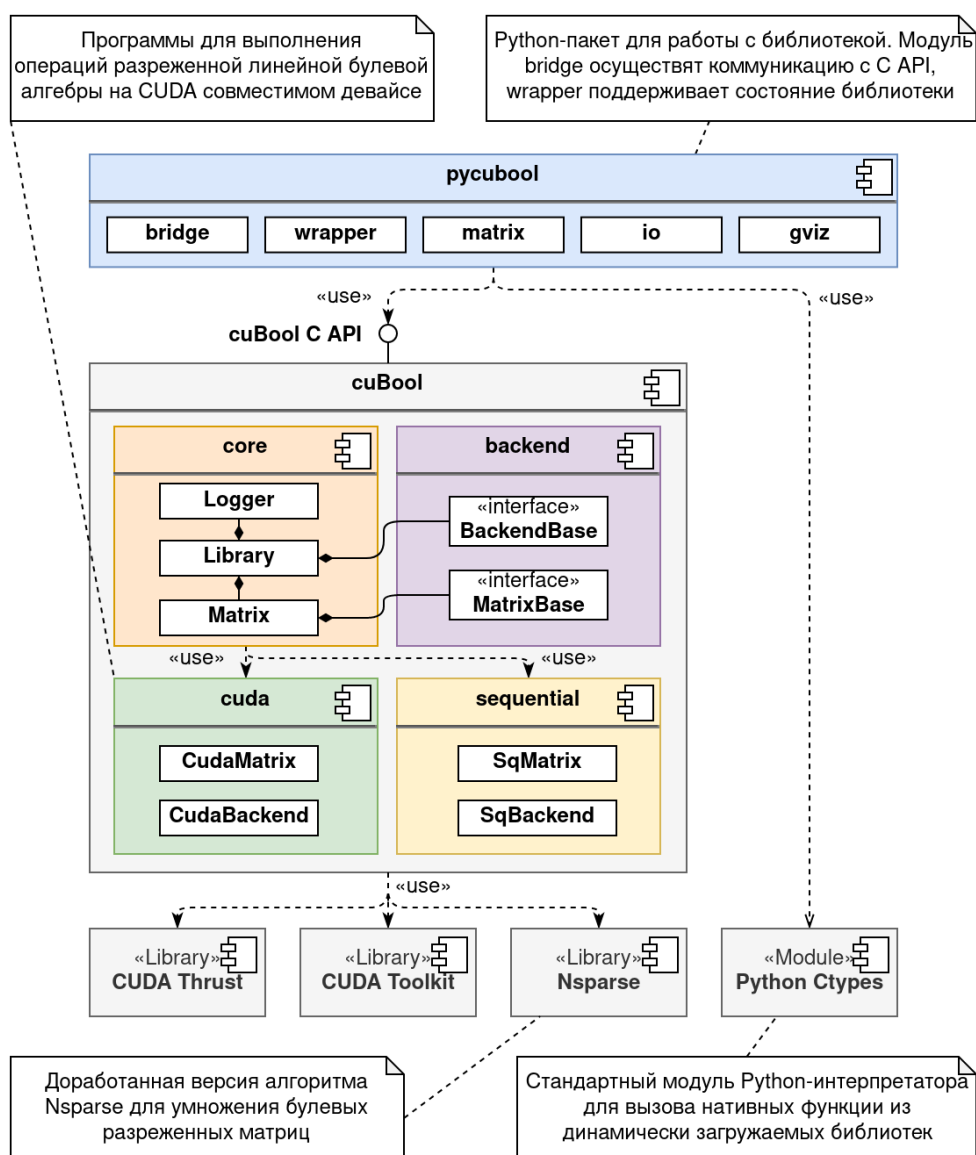 Программы для выполнения
операций разреженной линейной булевой
алгебры на CUDA совместимом девайсе
Python-пакет для работы с библиотекой. Модуль
bridge осуществят коммуникацию с C API,
wrapper поддерживает состояние библиотеки
pycubool
bridge
wrapper
matrix
io
gviz
«use»
«use»
cuBool C API
cuBool
core
backend
Logger
Library
Matrix
«interface»
BackendBase
«interface»
MatrixBase
«use»
«use»
cuda
sequential
CudaMatrix
SqMatrix
CudaBackend
SqBackend
«use»
«Library»
CUDA Thrust
«Library»
CUDA Toolkit
«Library»
Nsparse
«Module»
Python Ctypes
Доработанная версия алгоритма
Nsparse для умножения булевых
разреженных матриц
Стандартный модуль Python-интерпретатора
для вызова нативных функции из
динамически загружаемых библиотек